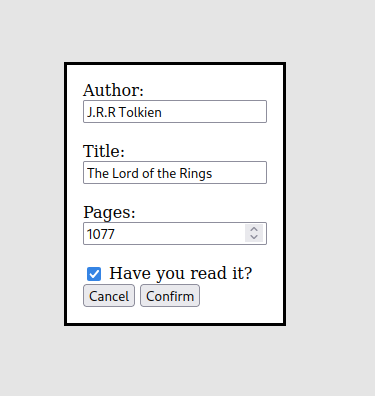 Author:
J.R.R Tolkien
Title:
The Lord of the Rings
Pages:
1077
Have you read it?
Cancel Confirm